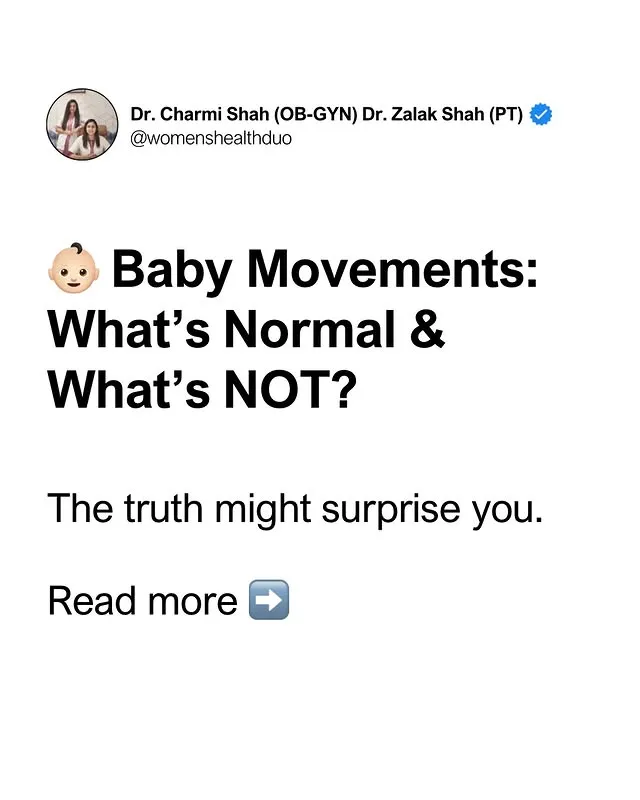 Dr. Charmi Shah (OB-GYN) Dr. Zalak Shah (PT)
@womenshealthduo
👶🏻 Baby Movements:
What’s Normal &
What’s NOT?
The truth might surprise you.
Read more ➡️